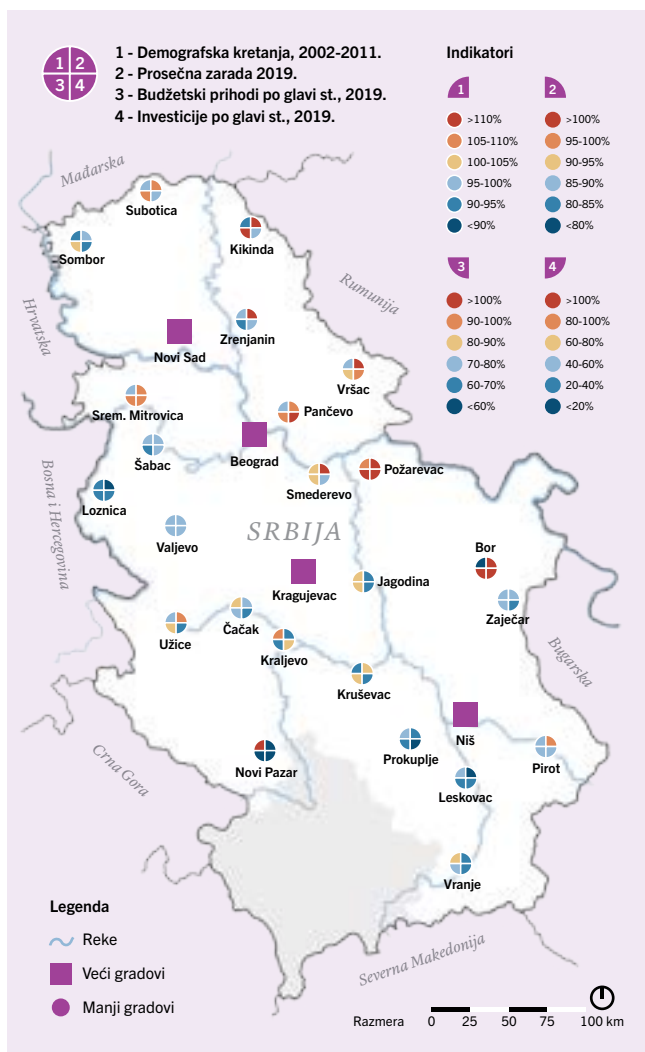 1 2
3 4
1 - Demografska kretanja, 2002-2011.
2 - Prosečna zarada 2019.
3 - Budžetski prihodi po glavi st., 2019.
4 - Investicije po glavi st., 2019.
Indikatori
1
>110%
105-110%
100-105%
95-100%
90-95%
<90%
2
>100%
95-100%
90-95%
85-90%
80-85%
<80%
3
>100%
90-100%
80-90%
70-80%
60-70%
<60%
4
>100%
80-100%
60-80%
40-60%
20-40%
<20%
Mađarska
Subotica
Kikinda
Sombor
Rumunija
Hrvatska
Zrenjanin
Novi Sad
Vršac
Srem. Mitrovica
Pančevo
Šabac
Beograd
Požarevac
Smederevo
Bosna i Hercegovina
Loznica
SRBIJA
Valjevo
Bor
Kragujevac
Jagodina
Zaječar
Čačak
Užice
Kraljevo
Bugarska
Kruševac
Niš
Prokuplje
Pirot
Novi Pazar
Crna Gora
Leskovac
Vranje
Severna Makedonija
Legenda
Reke
Veći gradovi
Manji gradovi
Razmera 0 25 50 75 100 km